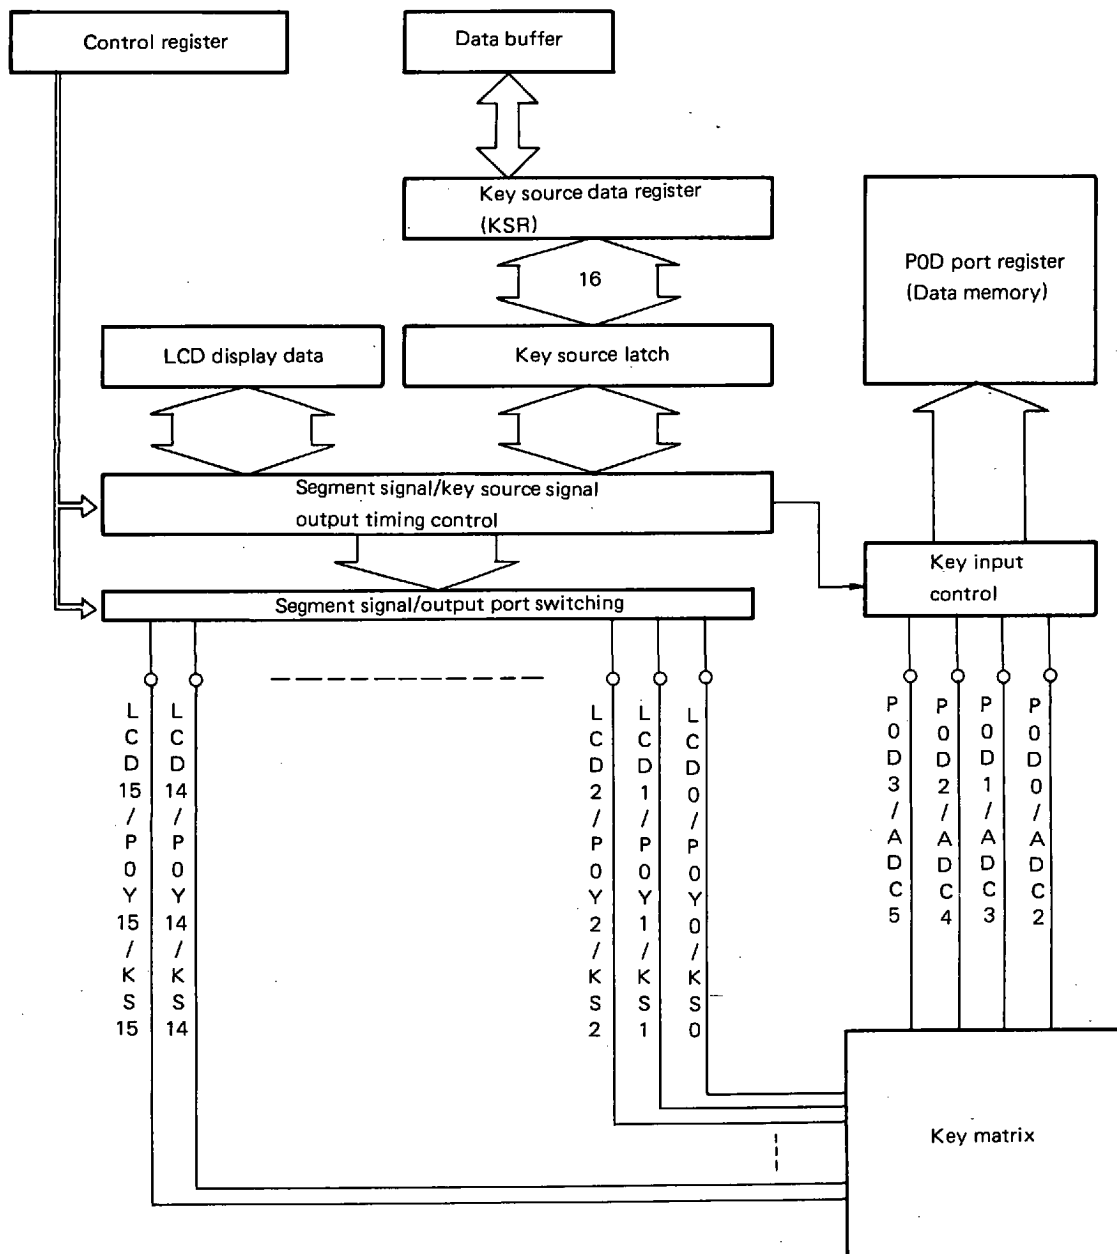 Control register
Data buffer
Key source data register
(KSR)
16
P0D port register
(Data memory)
LCD display data
Key source latch
Segment signal/key source signal
output timing control
Key input
control
Segment signal/output port switching
LCD15/P0Y15/KS15
LCD14/P0Y14/KS14
LCD2/P0Y2/KS2
LCD1/P0Y1/KS1
LCD0/P0Y0/KS0
P0D3/ADC5
P0D2/ADC4
P0D1/ADC3
P0D0/ADC2
Key matrix